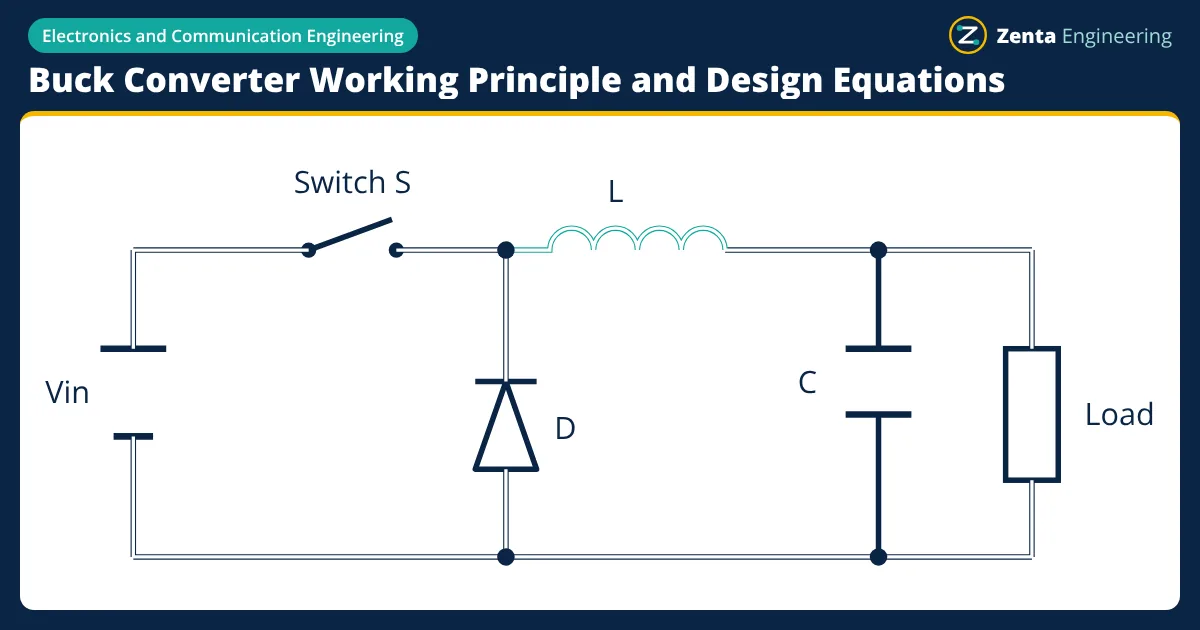 Electronics and Communication Engineering
Zenta Engineering
Buck Converter Working Principle and Design Equations
Switch S
L
Vin
C
D
Load